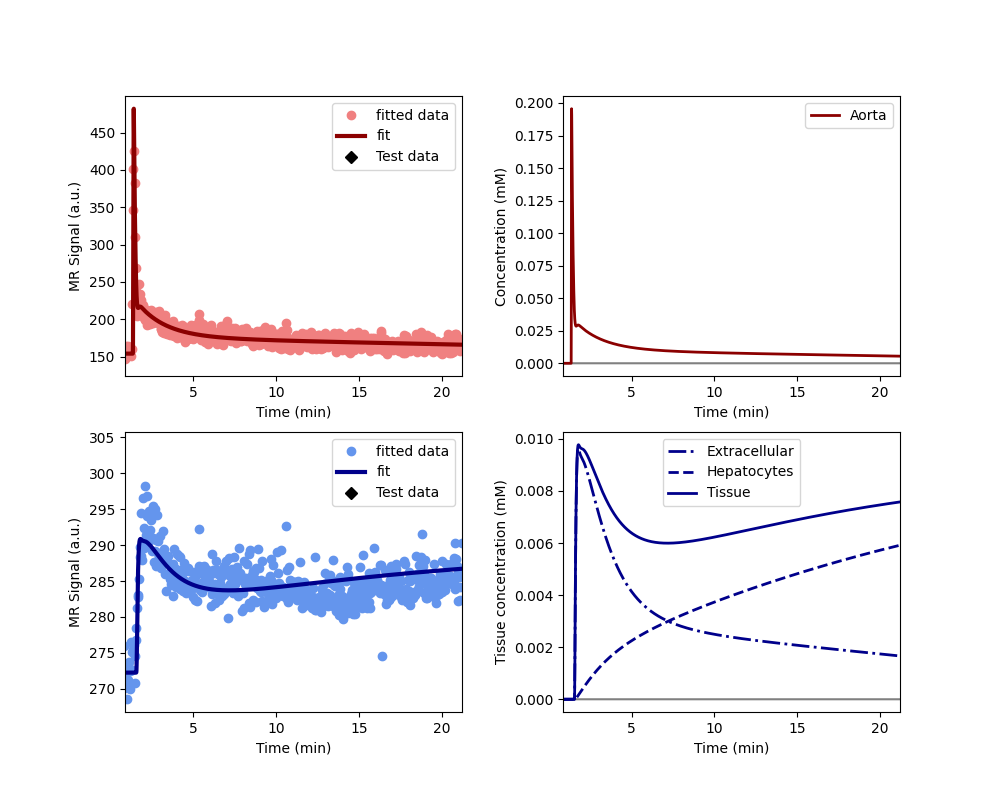 450
400
350
300
250
200
150
MR Signal (a.u.)
5
10
15
20
Time (min)
fitted data
fit
Test data
0.200
0.175
0.150
0.125
0.100
0.075
0.050
0.025
0.000
Concentration (mM)
5
10
15
20
Time (min)
Aorta
305
300
295
290
285
280
275
270
MR Signal (a.u.)
5
10
15
20
Time (min)
fitted data
fit
Test data
0.010
0.008
0.006
0.004
0.002
0.000
Tissue concentration (mM)
5
10
15
20
Time (min)
Extracellular
Hepatocytes
Tissue